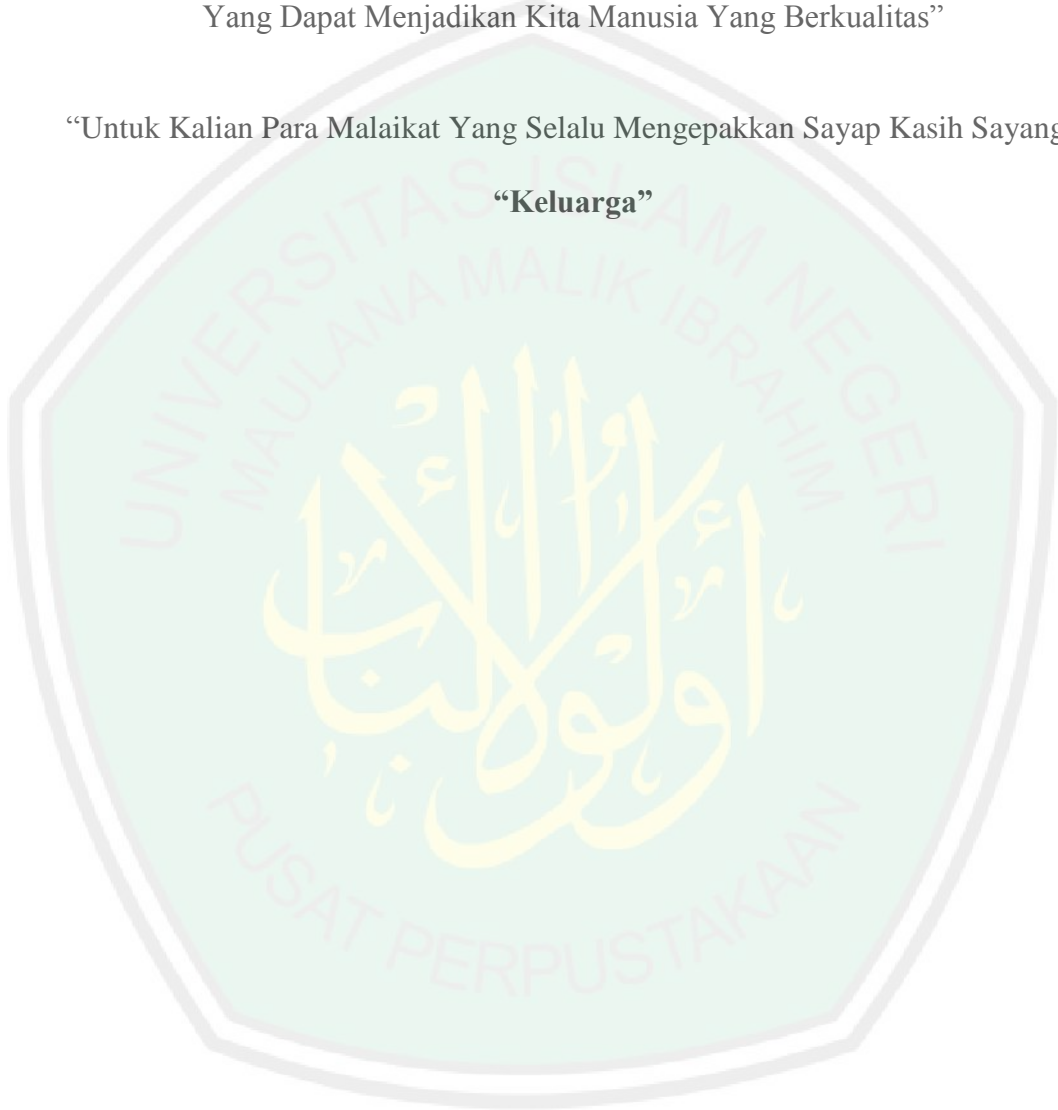 Yang Dapat Menjadikan Kita Manusia Yang Berkualitas”
“Untuk Kalian Para Malaikat Yang Selalu Mengepakkan Sayap Kasih Sayang
“Keluarga”
UNIVERSITAS ISLAM NEGERI
MAULANA MALIK IBRAHIM
أولوا الألباب
PUSAT PERPUSTAKAAN